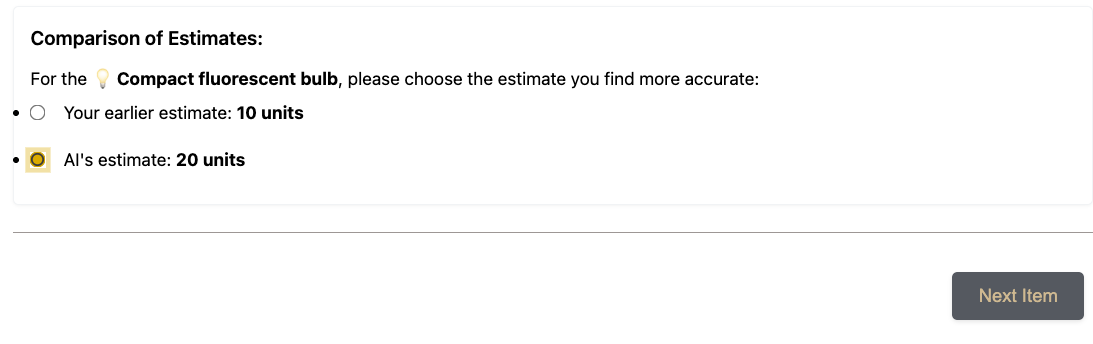 Comparison of Estimates:
For the 💡 Compact fluorescent bulb, please choose the estimate you find more accurate:
Your earlier estimate: 10 units
AI's estimate: 20 units
Next Item